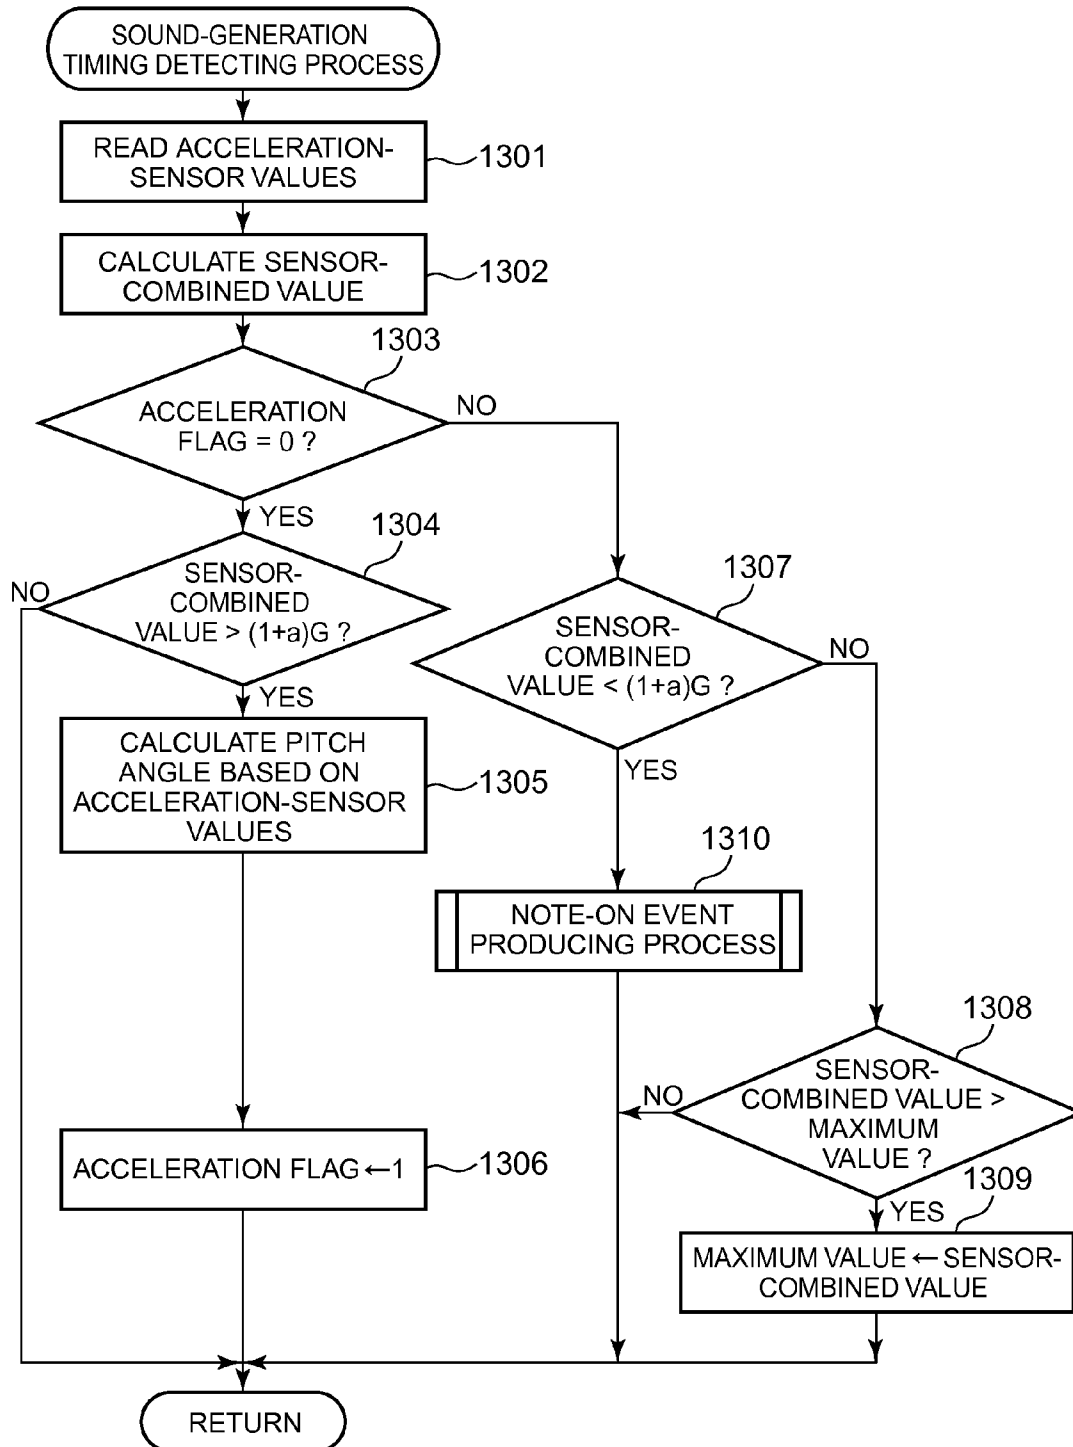 SOUND-GENERATION
TIMING DETECTING PROCESS
READ ACCELERATION-
SENSOR VALUES
1301
CALCULATE SENSOR-
COMBINED VALUE
1302
1303
ACCELERATION
FLAG = 0 ?
NO
YES
1304
NO
SENSOR-
COMBINED
VALUE > (1+a)G ?
YES
1307
SENSOR-
COMBINED
VALUE < (1+a)G ?
NO
YES
CALCULATE PITCH
ANGLE BASED ON
ACCELERATION-SENSOR
VALUES
1305
1310
NOTE-ON EVENT
PRODUCING PROCESS
1308
SENSOR-
COMBINED VALUE >
MAXIMUM
VALUE ?
NO
YES
ACCELERATION FLAG ←1
1306
1309
MAXIMUM VALUE ← SENSOR-
COMBINED VALUE
RETURN